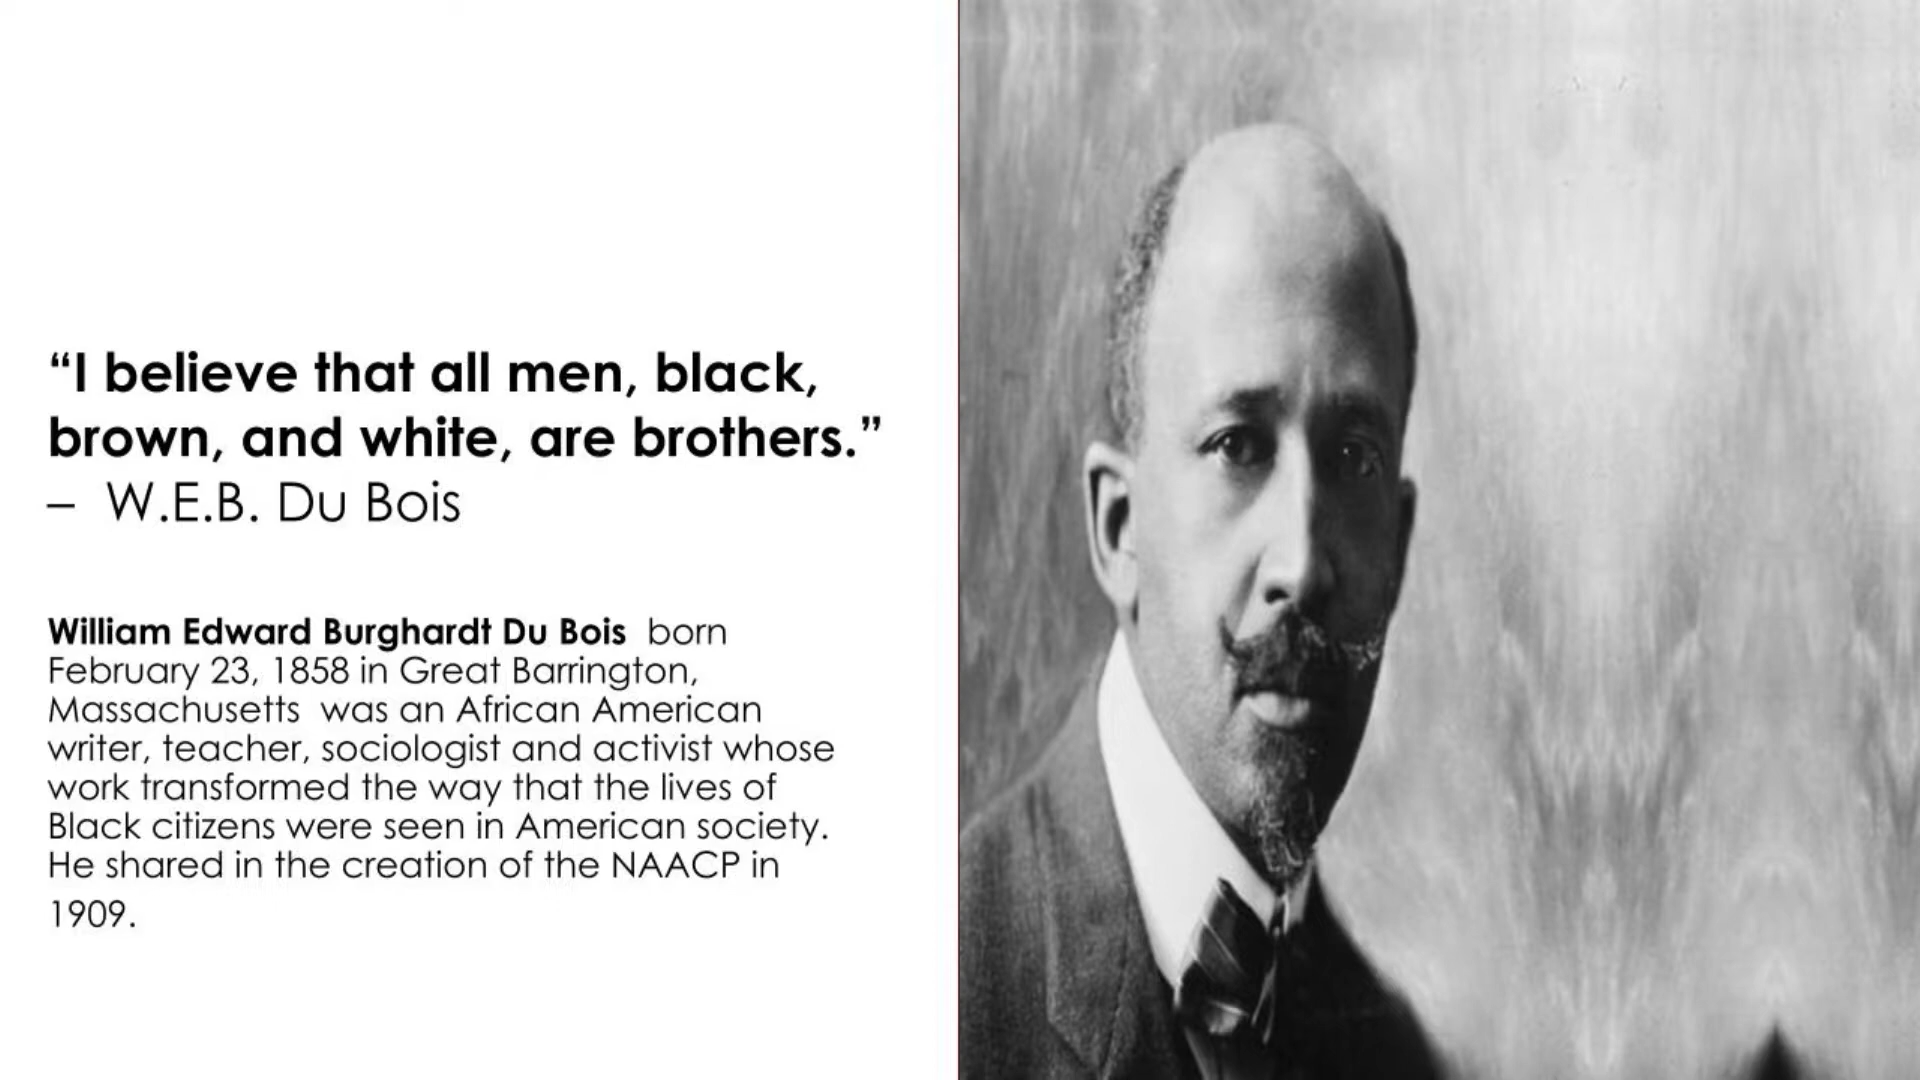 “I believe that all men, black,
brown, and white, are brothers.”
– W.E.B. Du Bois
William Edward Burghardt Du Bois born
February 23, 1858 in Great Barrington,
Massachusetts was an African American
writer, teacher, sociologist and activist whose
work transformed the way that the lives of
Black citizens were seen in American society.
He shared in the creation of the NAACP in
1909.